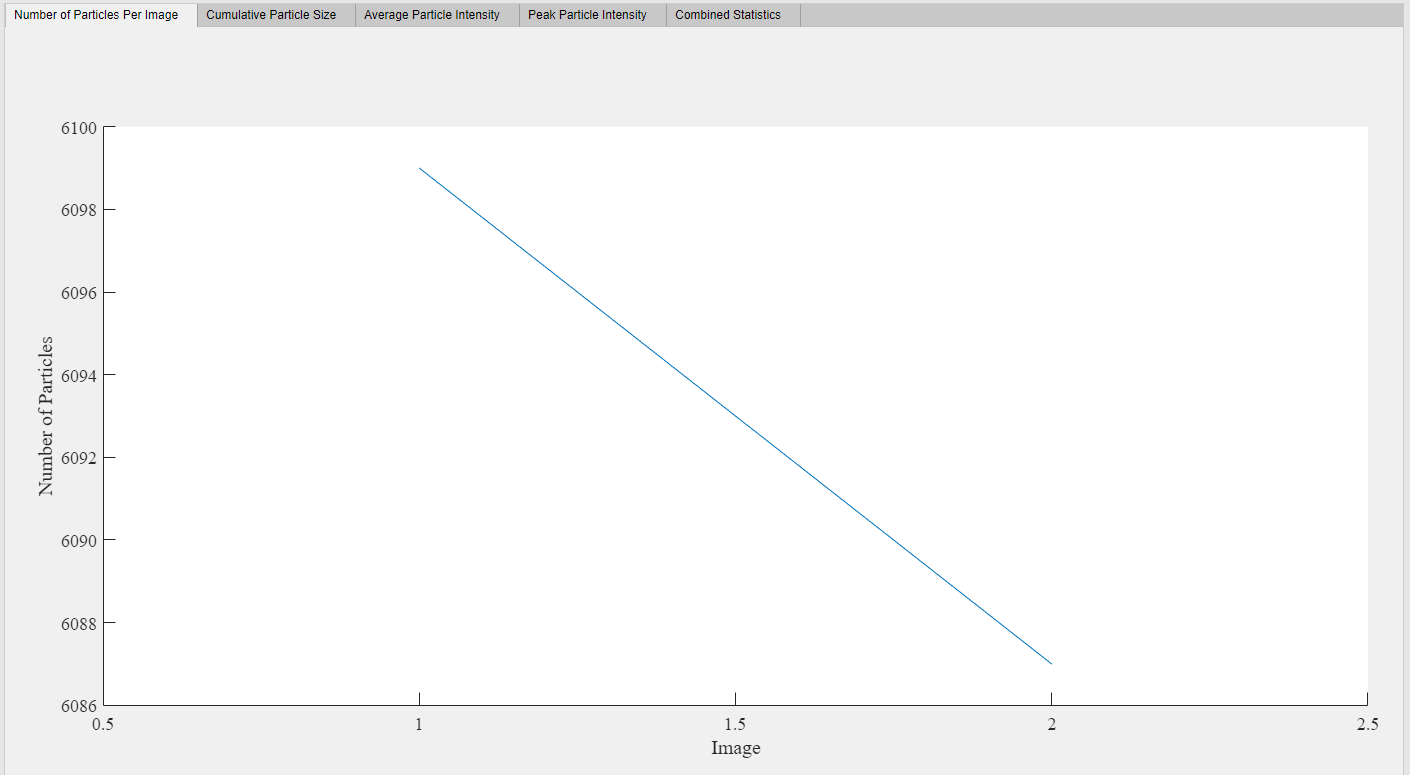 Number of Particles Per Image Cumulative Particle Size Average Particle Intensity Peak Particle Intensity Combined Statistics
6100
6098
6096
6094
6092
6090
6088
6086
Number of Particles
0.5 1 1.5 2 2.5
Image